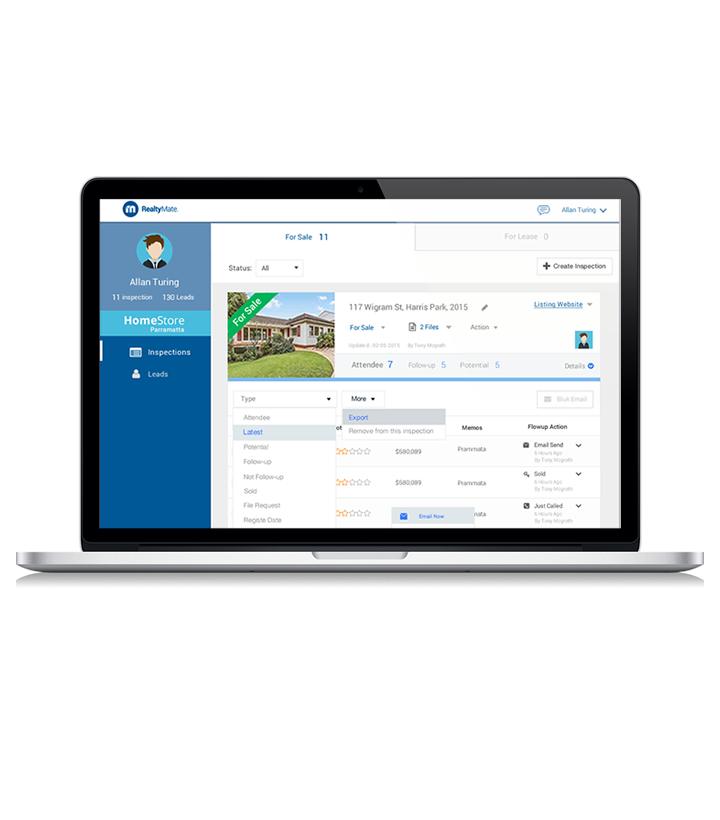 m RealtyMate.
Allan Turing
Allan Turing
11 inspection 130 Leads
HomeStore
Parramatta
Inspections
Leads
For Sale 11
For Lease 0
Status: All
Create Inspection
For Sale
117 Wigram St, Harris Park, 2015
Listing Website
For Sale
2 Files
Action
Update d : 02-05-2015 By Tony Mcgrath
Attendee 7 Follow-up 5 Potential 5
Details
Type
More
Bluk Email
Attendee
Latest
Potential
Follow-up
Not Follow-up
Sold
File Request
Registe Date
Export
Remove from this inspection
Memos
Flowup Action
$580,089
Prammata
Email Send
6 Hours Ago
By Tony Mcgrath
$580,089
Prammata
Sold
6 Hours Ago
By Tony Mcgrath
Email Now
Just Called
6 Hours Ago
By Tony Mcgrath